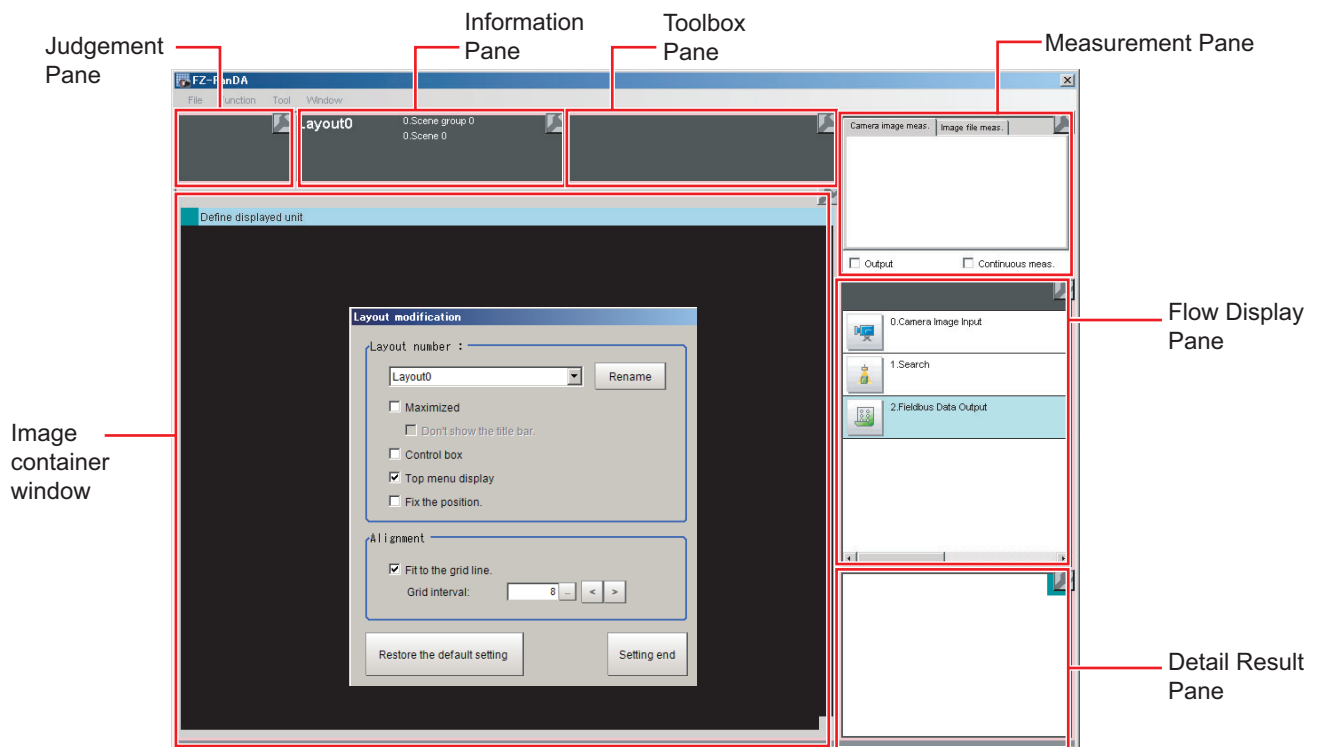 Judgement
Pane
Information
Pane
Toolbox
Pane
Measurement Pane
FZ-PanDA
File Function Tool Window
Layout0
0.Scene group 0
0.Scene 0
Camera image meas.
Image file meas.
Output
Continuous meas.
Define displayed unit
Layout modification
Layout number :
Layout0
Rename
Maximized
Don't show the title bar.
Control box
Top menu display
Fix the position.
Alignment
Fit to the grid line.
Grid interval: 8 ... < >
Restore the default setting
Setting end
0.Camera Image Input
1.Search
2.Fieldbus Data Output
Flow Display
Pane
Image
container
window
Detail Result
Pane